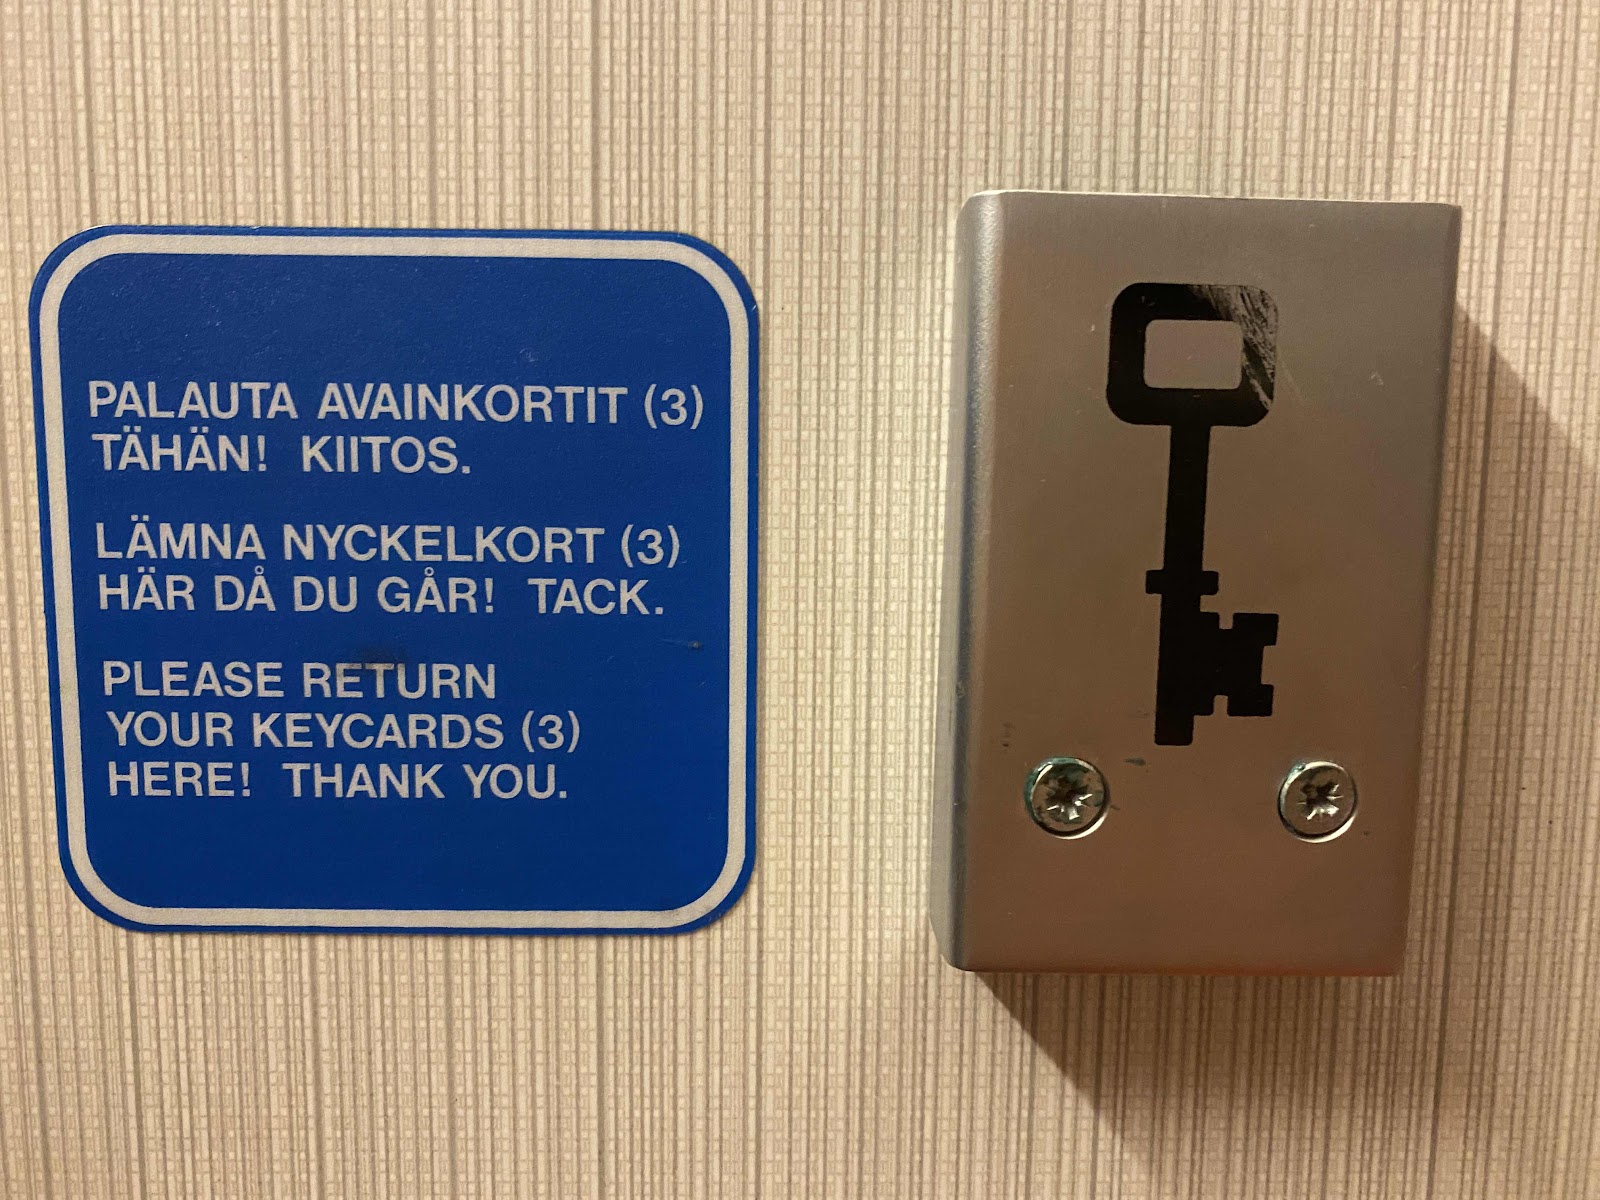 PALAUTA AVAINKORTIT (3)
TÄHÄN! KIITOS.
LÄMNA NYCKELKORT (3)
HÄR DÅ DU GÅR! TACK.
PLEASE RETURN
YOUR KEYCARDS (3)
HERE! THANK YOU.